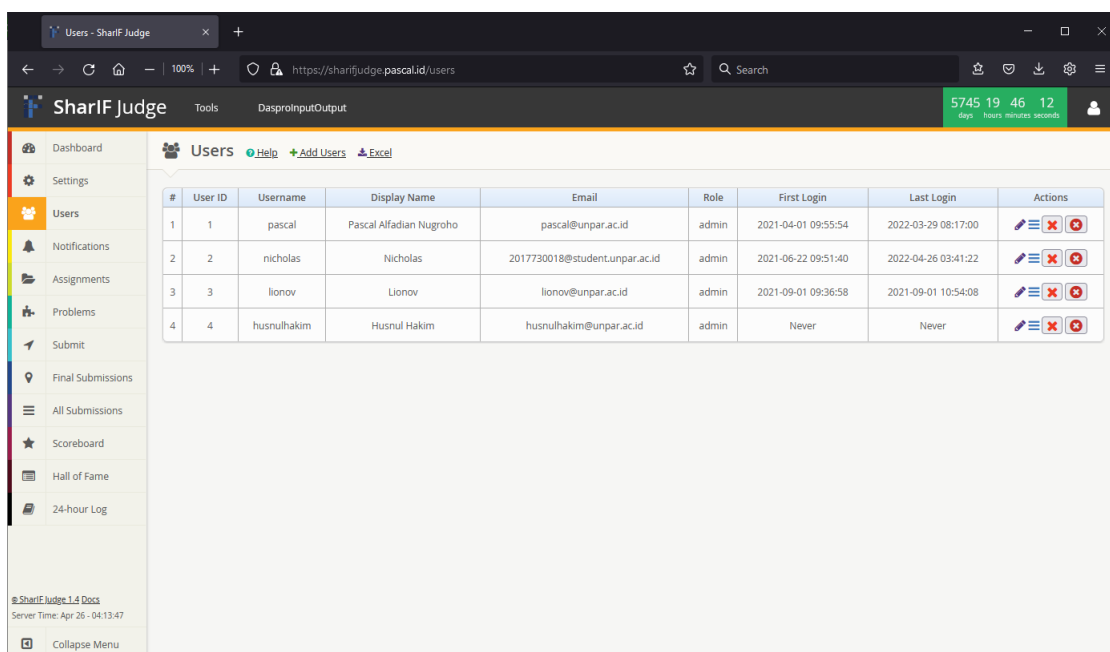 Users - SharIF Judge
100%
https://sharifjudge.pascal.id/users
Search
SharIF Judge
Tools
DasproInputOutput
5745 19 46 12
days hours minutes seconds
Dashboard
Settings
Users
Notifications
Assignments
Problems
Submit
Final Submissions
All Submissions
Scoreboard
Hall of Fame
24-hour Log
© SharIF Judge 1.4 Docs
Server Time: Apr 26 - 04:13:47
Collapse Menu
Users Help Add Users Excel
# User ID Username Display Name Email Role First Login Last Login Actions
1 1 pascal Pascal Alfadian Nugroho pascal@unpar.ac.id admin 2021-04-01 09:55:54 2022-03-29 08:17:00
2 2 nicholas Nicholas 2017730018@student.unpar.ac.id admin 2021-06-22 09:51:40 2022-04-26 03:41:22
3 3 lionov Lionov lionov@unpar.ac.id admin 2021-09-01 09:36:58 2021-09-01 10:54:08
4 4 husnulhakim Husnul Hakim husnulhakim@unpar.ac.id admin Never Never